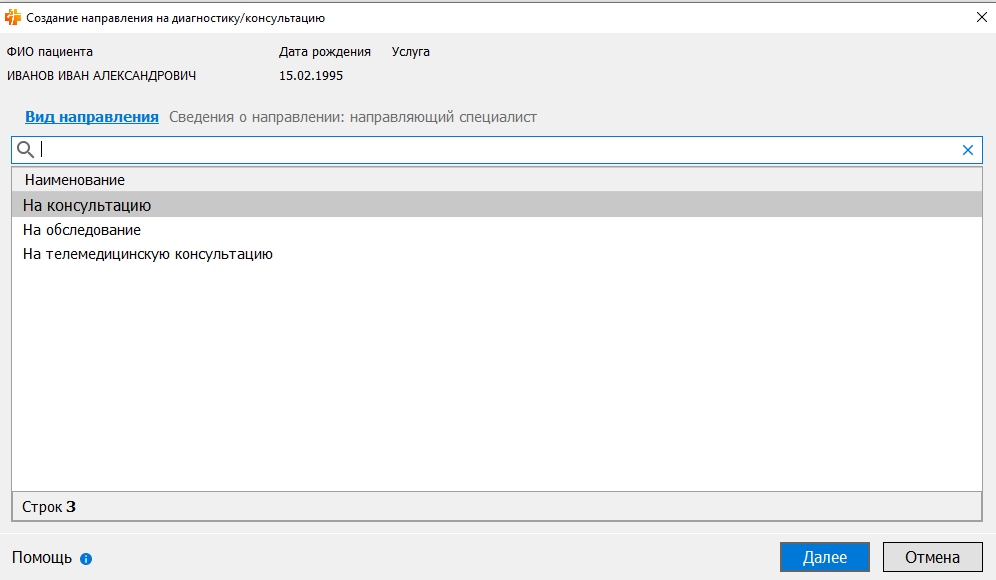 Создание направления на диагностику/консультацию
ФИО пациента Дата рождения Услуга
ИВАНОВ ИВАН АЛЕКСАНДРОВИЧ 15.02.1995
Вид направления Сведения о направлении: направляющий специалист
Наименование
На консультацию
На обследование
На телемедицинскую консультацию
Строк 3
Помощь Далее Отмена